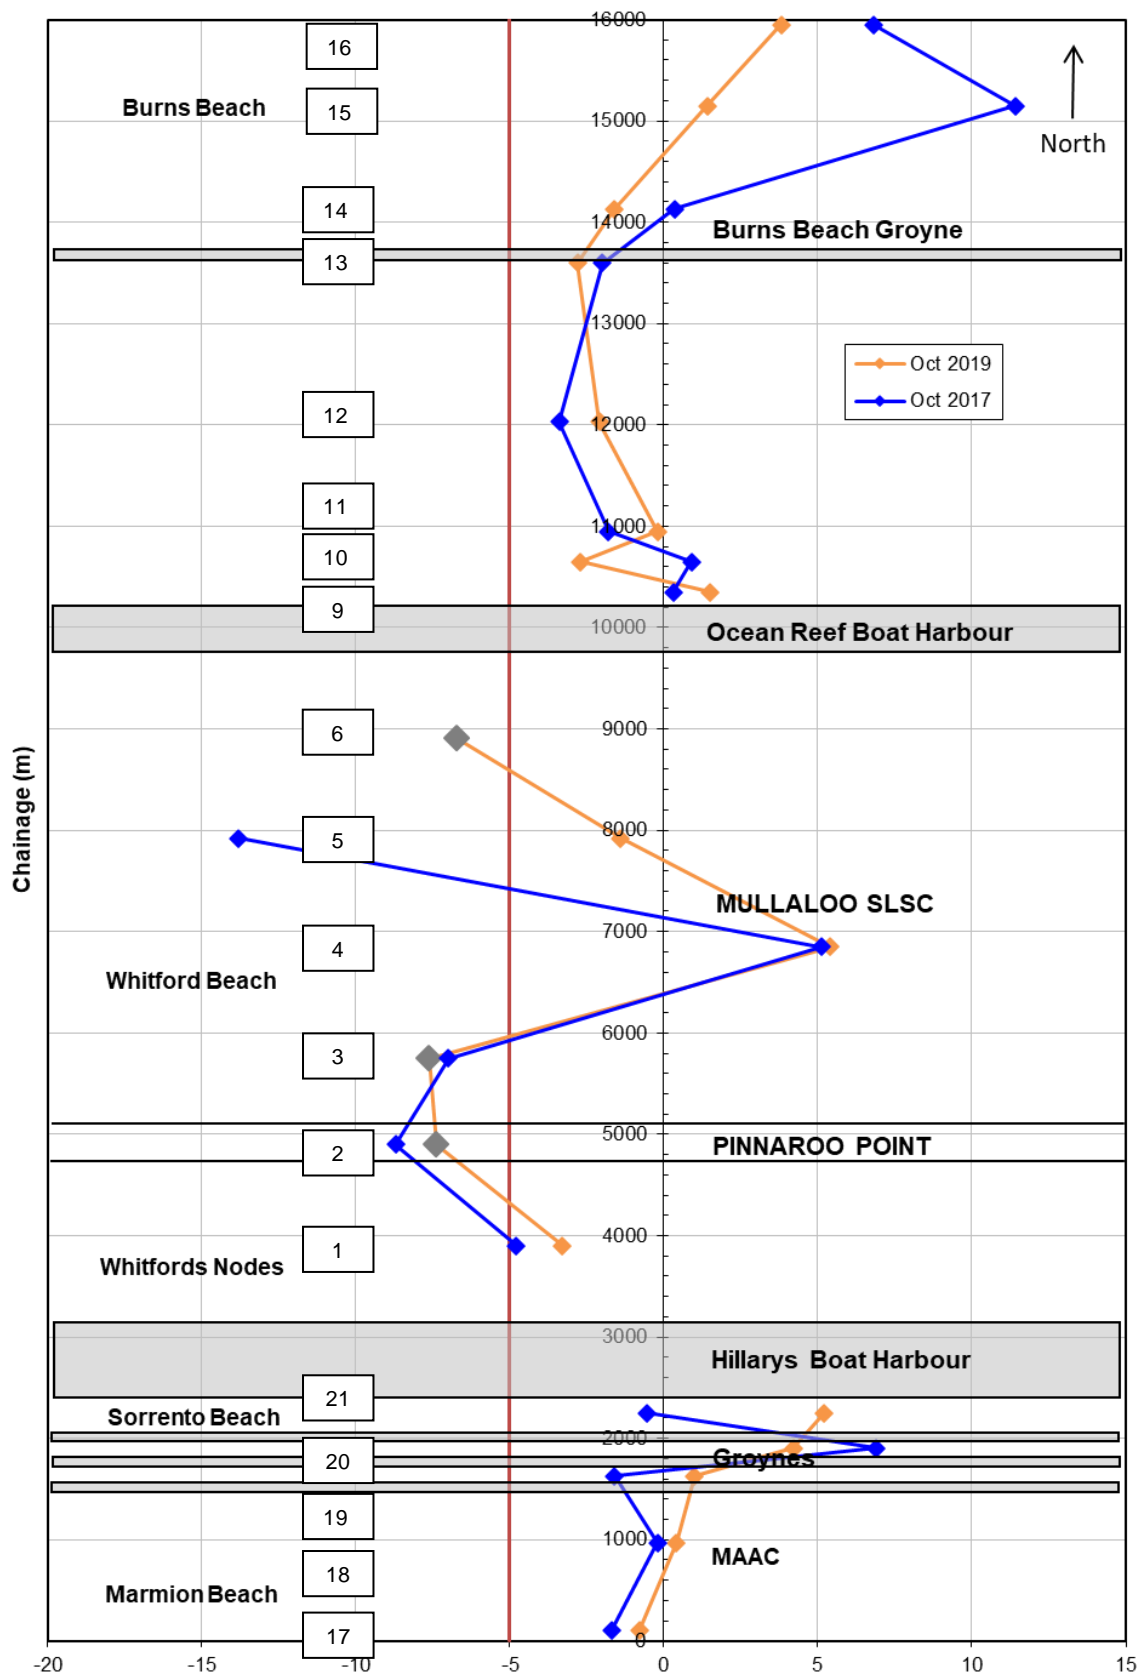 16000
16
Burns Beach
15
15000
North
14
14000
Burns Beach Groyne
13
13000
Oct 2019
Oct 2017
12
12000
11
11000
10
9
10000
Ocean Reef Boat Harbour
6
9000
Chainage (m)
5
8000
MULLALOO SLSC
7000
4
Whitford Beach
6000
3
5000
2
PINNAROO POINT
4000
1
Whitfords Nodes
3000
Hillarys Boat Harbour
21
Sorrento Beach
2000
20
Groynes
19
1000
MAAC
18
Marmion Beach
17
0
-20 -15 -10 -5 0 5 10 15